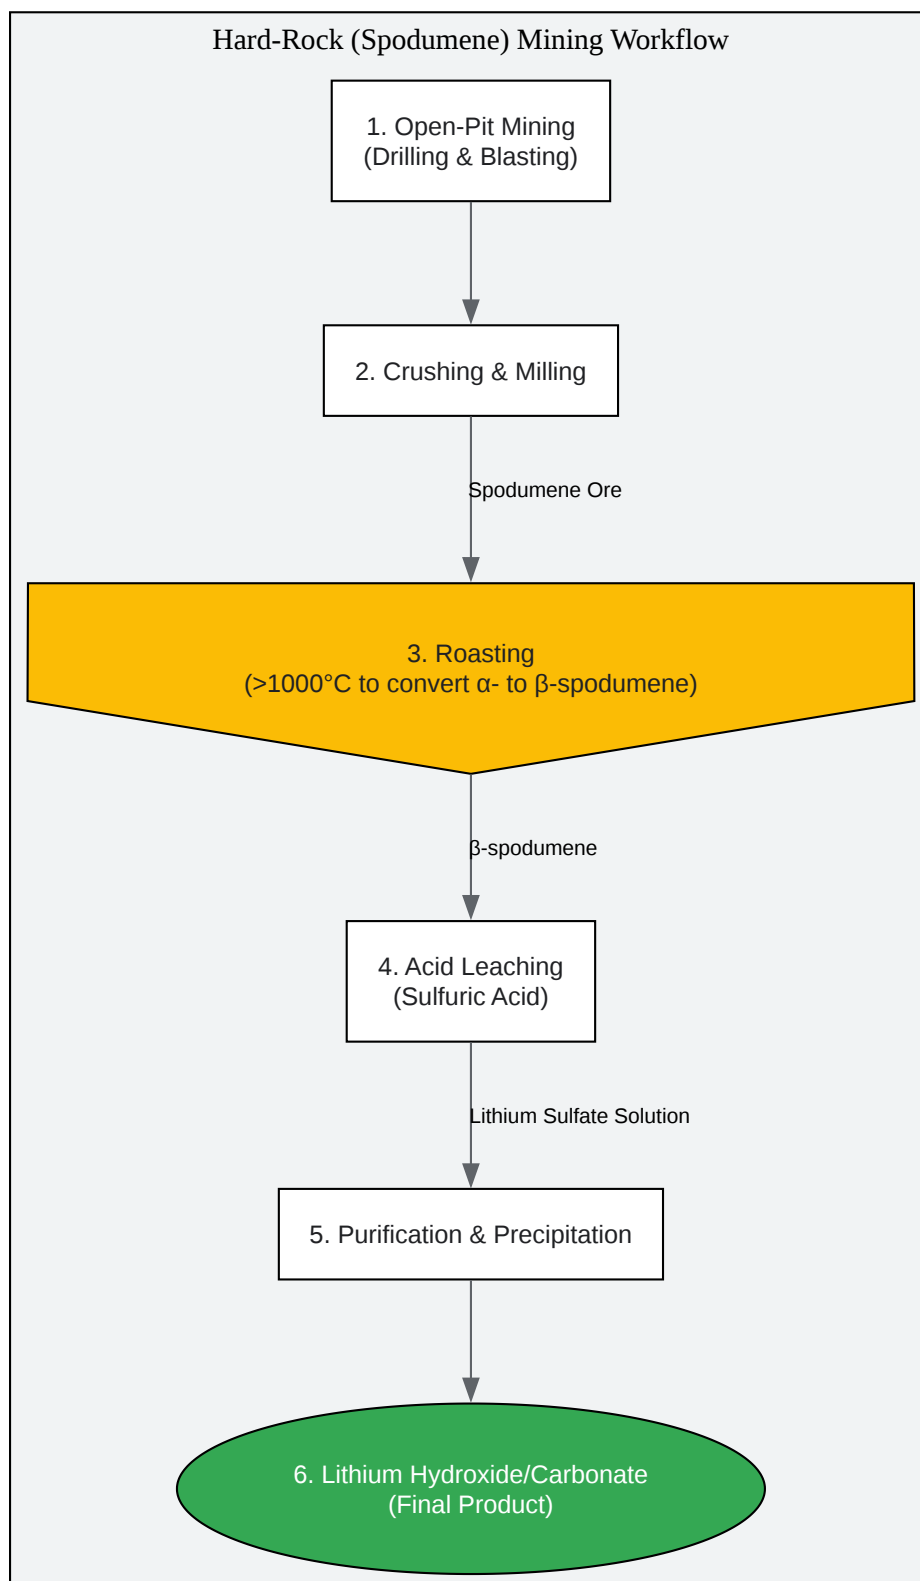 Hard-Rock (Spodumene) Mining Workflow
1. Open-Pit Mining
(Drilling & Blasting)
2. Crushing & Milling
Spodumene Ore
3. Roasting
(>1000°C to convert α- to β-spodumene)
β-spodumene
4. Acid Leaching
(Sulfuric Acid)
Lithium Sulfate Solution
5. Purification & Precipitation
6. Lithium Hydroxide/Carbonate
(Final Product)